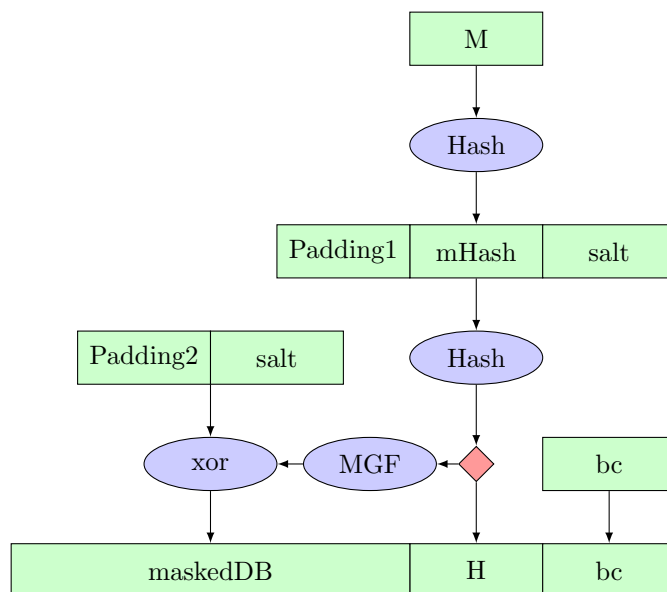 M
Hash
Padding1 mHash salt
Padding2 salt Hash
xor MGF bc
maskedDB H bc